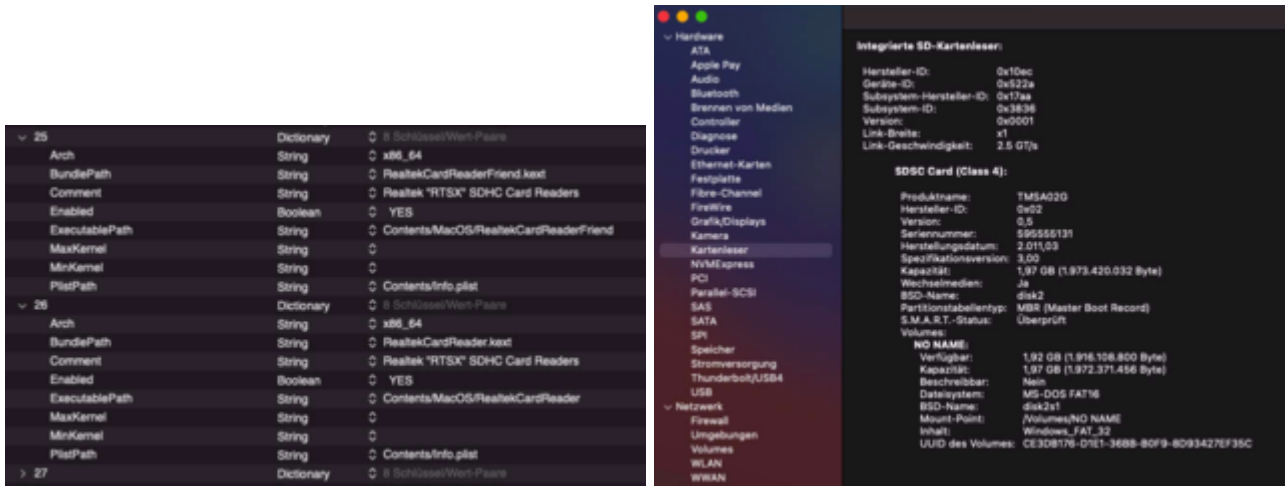 25 Dictionary 8 Schlüssel/Wert-Paare
Arch String x86_64
BundlePath String RealtekCardReaderFriend.kext
Comment String Realtek "RTSX" SDHC Card Readers
Enabled Boolean YES
ExecutablePath String Contents/MacOS/RealtekCardReaderFriend
MaxKernel String
MinKernel String
PlistPath String Contents/Info.plist
26 Dictionary 8 Schlüssel/Wert-Paare
Arch String x86_64
BundlePath String RealtekCardReader.kext
Comment String Realtek "RTSX" SDHC Card Readers
Enabled Boolean YES
ExecutablePath String Contents/MacOS/RealtekCardReader
MaxKernel String
MinKernel String
PlistPath String Contents/Info.plist
27 Dictionary 8 Schlüssel/Wert-Paare
Hardware
ATA
Apple Pay
Audio
Bluetooth
Brennen von Medien
Controller
Diagnose
Drucker
Ethernet-Karten
Festplatte
Fibre-Channel
FireWire
Grafik/Displays
Kamera
Kartenleser
NVMExpress
PCI
Parallel-SCSI
SAS
SATA
SPI
Speicher
Stromversorgung
Thunderbolt/USB4
USB
Netzwerk
Firewall
Umgebungen
Volumes
WLAN
WWAN
Integrierte SD-Kartenleser:
Hersteller-ID: 0x10ec
Geräte-ID: 0x522a
Subsystem-Hersteller-ID: 0x17aa
Subsystem-ID: 0x3836
Version: 0x0001
Link-Breite: x1
Link-Geschwindigkeit: 2.5 GT/s
SDSC Card (Class 4):
Produktname: TMSA02G
Hersteller-ID: 0x02
Version: 0,5
Seriennummer: 595555131
Herstellungsdatum: 2.011,03
Spezifikationsversion: 3,00
Kapazität: 1,97 GB (1.973.420.032 Byte)
Wechselmedien: Ja
BSD-Name: disk2
Partitionstabellentyp: MBR (Master Boot Record)
S.M.A.R.T.-Status: Überprüft
Volumes:
NO NAME:
Verfügbar: 1,92 GB (1.916.108.800 Byte)
Kapazität: 1,97 GB (1.972.371.456 Byte)
Beschreibbar: Nein
Dateisystem: MS-DOS FAT16
BSD-Name: disk2s1
Mount-Point: /Volumes/NO NAME
Inhalt: Windows_FAT_32
UUID des Volumes: CE3DB176-D1E1-36BB-B0F9-8D93427EF35C